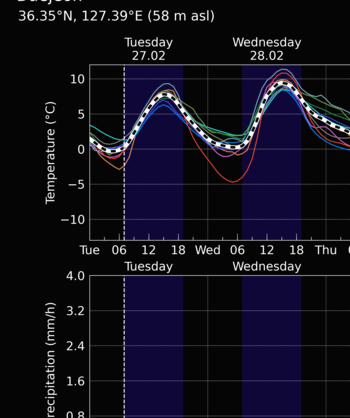 36.35°N, 127.39°E (58 m asl)
Tuesday Wednesday
27.02 28.02
Temperature (°C)
10
5
0
−5
−10
Tue 06 12 18 Wed 06 12 18 Thu
Tuesday Wednesday
recipitation (mm/h)
4.0
3.2
2.4
1.6
0.8